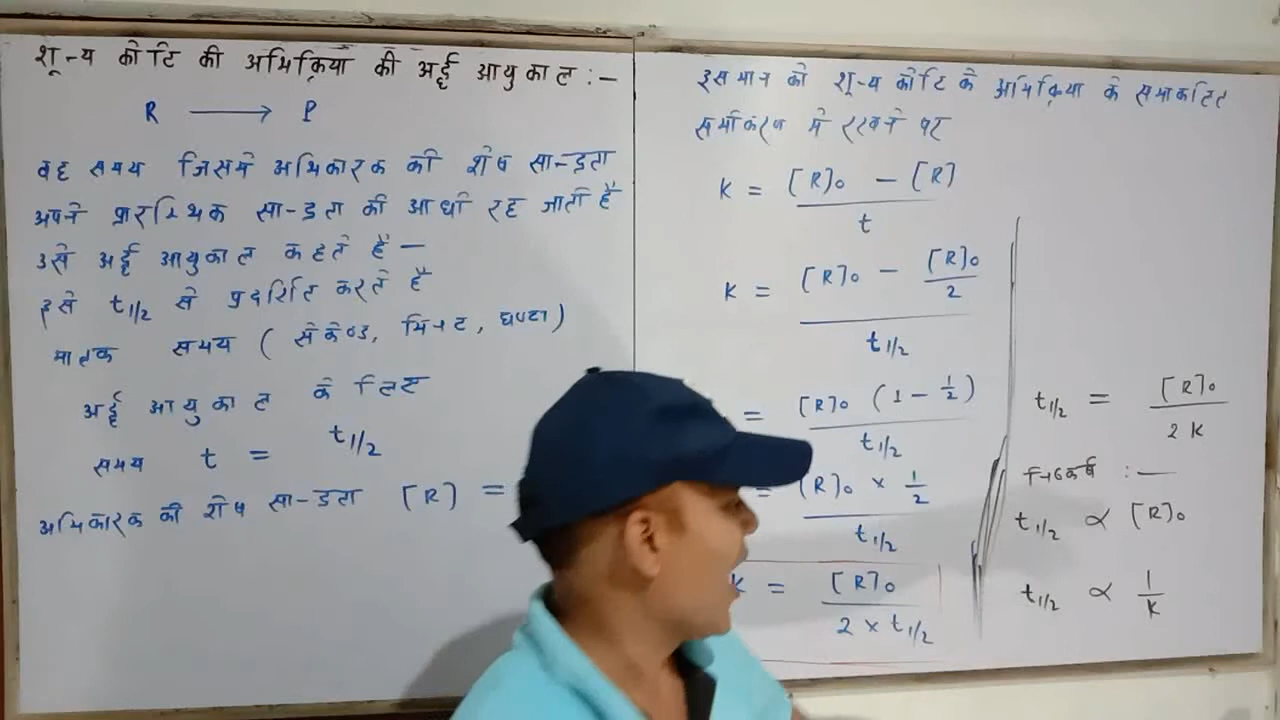 शून्य कोटि की अभिक्रिया की अर्द्ध आयुकाल :-
R ⟶ P
वह समय जिसमे अभिकारक की शेष सान्द्रता
अपने प्रारम्भिक सान्द्रता की आधी रह जाती है
उसे अर्द्ध आयुकाल कहते हैं —
इसे t1/2 से प्रदर्शित करते है
मात्रक समय ( सेकेण्ड, मिनट, घण्टा)
अर्द्ध आयुकाल के लिए
समय t = t1/2
अभिकारक की शेष सान्द्रता [R] =
इस मान को शून्य कोटि के अभिक्रिया के समाकलित
समीकरण मे रखने पर
K = [R]₀ - [R] / t
K = [R]₀ - [R]₀/2 / t1/2
= [R]₀ (1 - 1/2) / t1/2
= [R]₀ × 1/2 / t1/2
K = [R]₀ / 2 × t1/2
t1/2 = [R]₀ / 2K
निष्कर्ष :—
t1/2 ∝ [R]₀
t1/2 ∝ 1/K